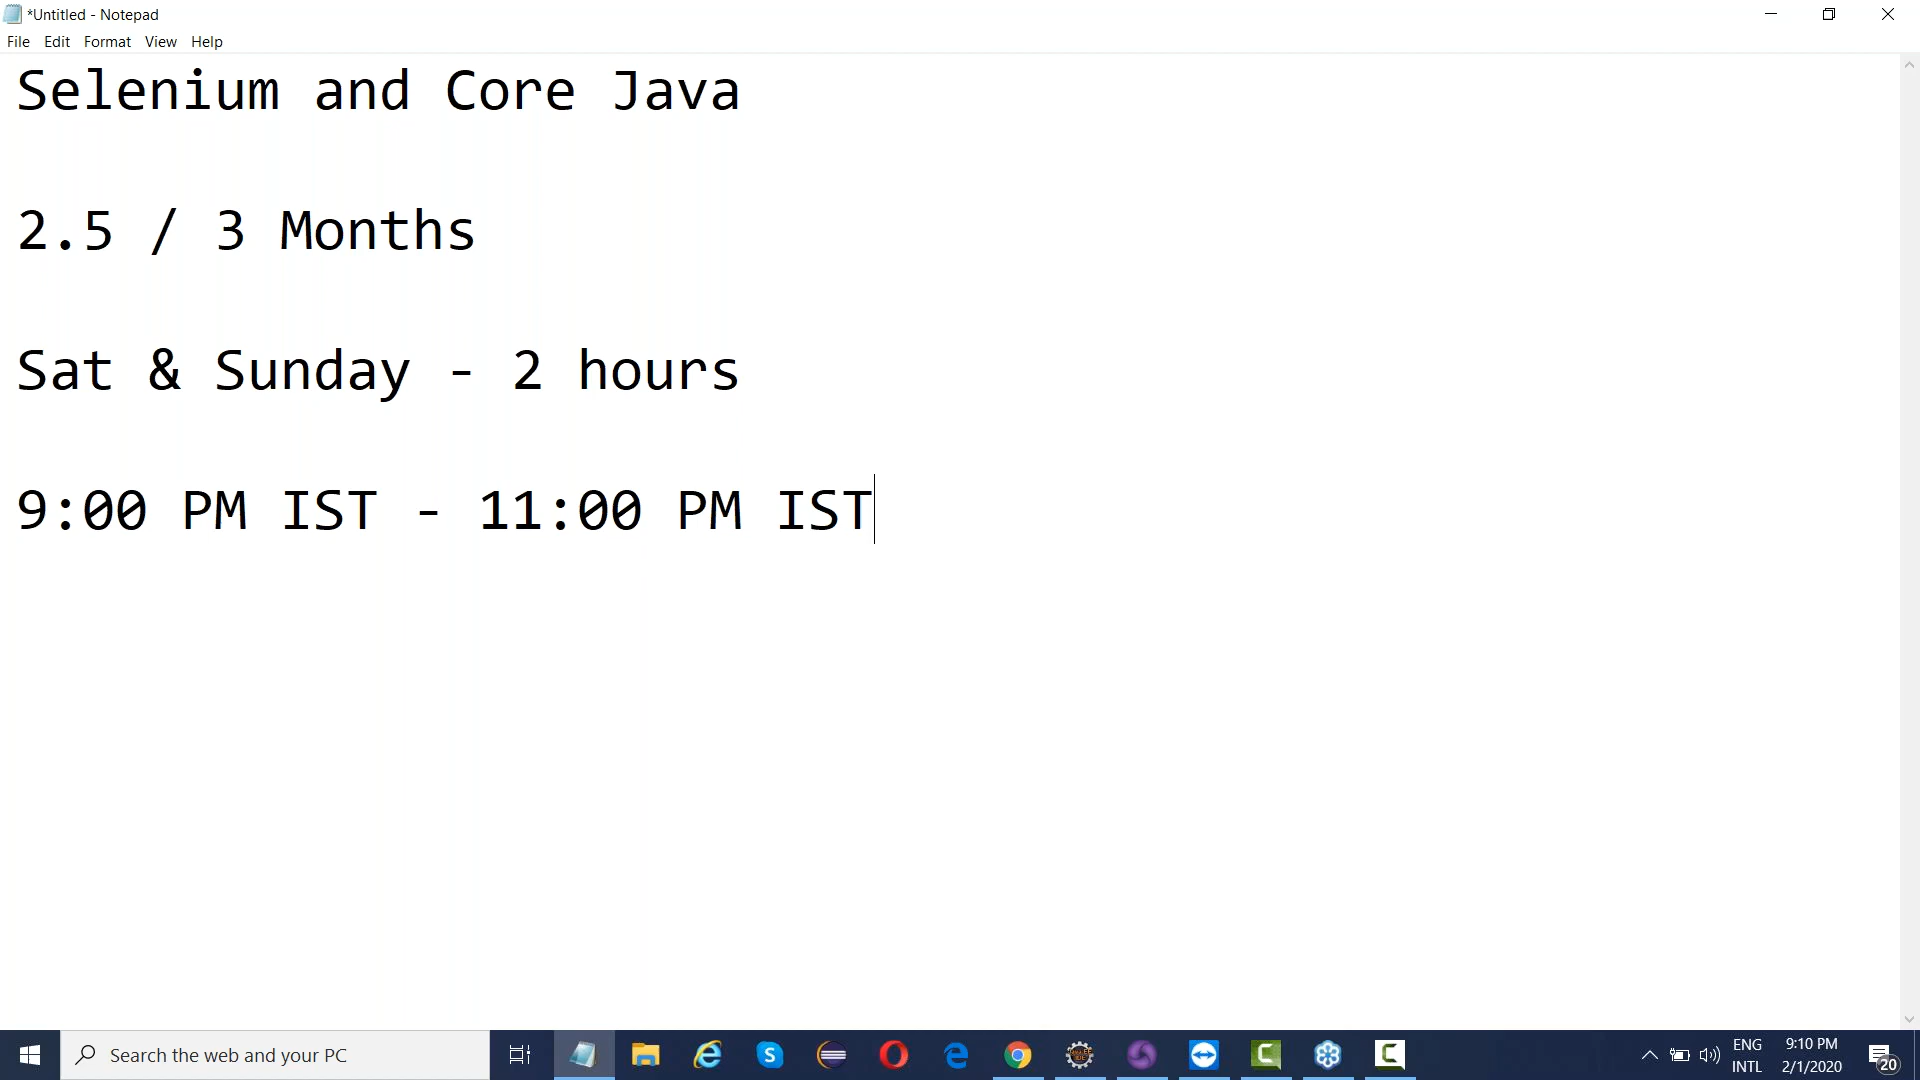 *Untitled - Notepad
File Edit Format View Help
Selenium and Core Java
2.5 / 3 Months
Sat & Sunday - 2 hours
9:00 PM IST - 11:00 PM IST
Search the web and your PC
ENG
INTL
9:10 PM
2/1/2020
20